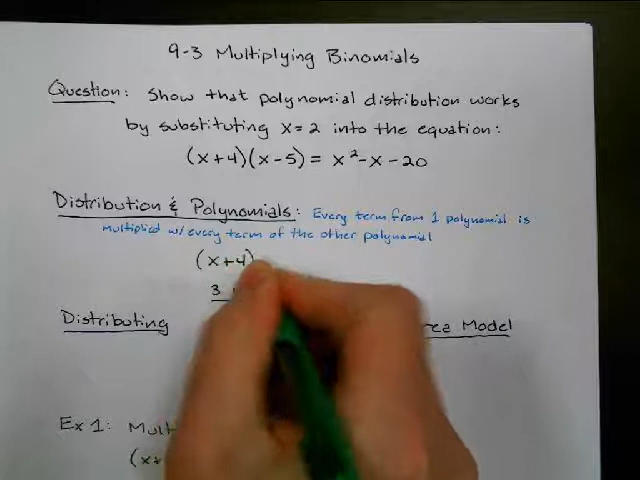 9-3 Multiplying Binomials
Question: Show that polynomial distribution works
by substituting x=2 into the equation:
(x+4)(x-5) = x²-x-20
Distribution & Polynomials: Every term from 1 polynomial is
multiplied w/ every term of the other polynomial
(x+4)
3
Distributing Model
Ex 1: